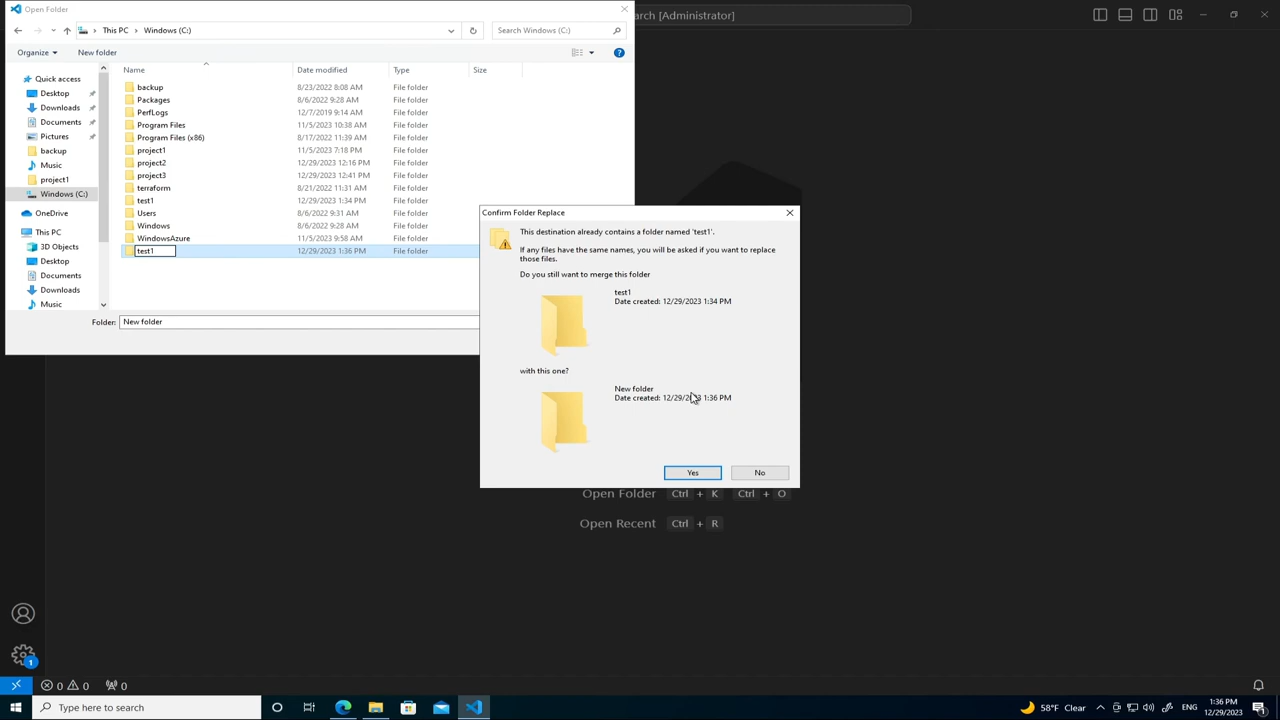 Open Folder
arch [Administrator]
This PC > Windows (C:)
Search Windows (C:)
Organize
New folder
Name
Date modified
Type
Size
Quick access
Desktop
Downloads
Documents
Pictures
backup
Music
project1
Windows (C:)
OneDrive
This PC
3D Objects
Desktop
Documents
Downloads
Music
backup 8/23/2022 8:08 AM File folder
Packages 8/6/2022 9:28 AM File folder
PerfLogs 12/7/2019 9:14 AM File folder
Program Files 11/5/2023 10:38 AM File folder
Program Files (x86) 8/17/2022 11:39 AM File folder
project1 11/5/2023 7:18 PM File folder
project2 12/29/2023 12:16 PM File folder
project3 12/29/2023 12:41 PM File folder
terraform 8/21/2022 11:31 AM File folder
test1 12/29/2023 1:34 PM File folder
Users 8/6/2022 9:31 AM File folder
Windows 8/6/2022 9:28 AM File folder
WindowsAzure 11/5/2023 9:58 AM File folder
test1 12/29/2023 1:36 PM File folder
Folder: New folder
Confirm Folder Replace
This destination already contains a folder named 'test1'.
If any files have the same names, you will be asked if you want to replace
those files.
Do you still want to merge this folder
test1
Date created: 12/29/2023 1:34 PM
with this one?
New folder
Date created: 12/29/2023 1:36 PM
Yes
No
Open Folder Ctrl + K Ctrl + O
Open Recent Ctrl + R
1
0 0 0
Type here to search
58°F Clear
ENG
1:36 PM
12/29/2023
1